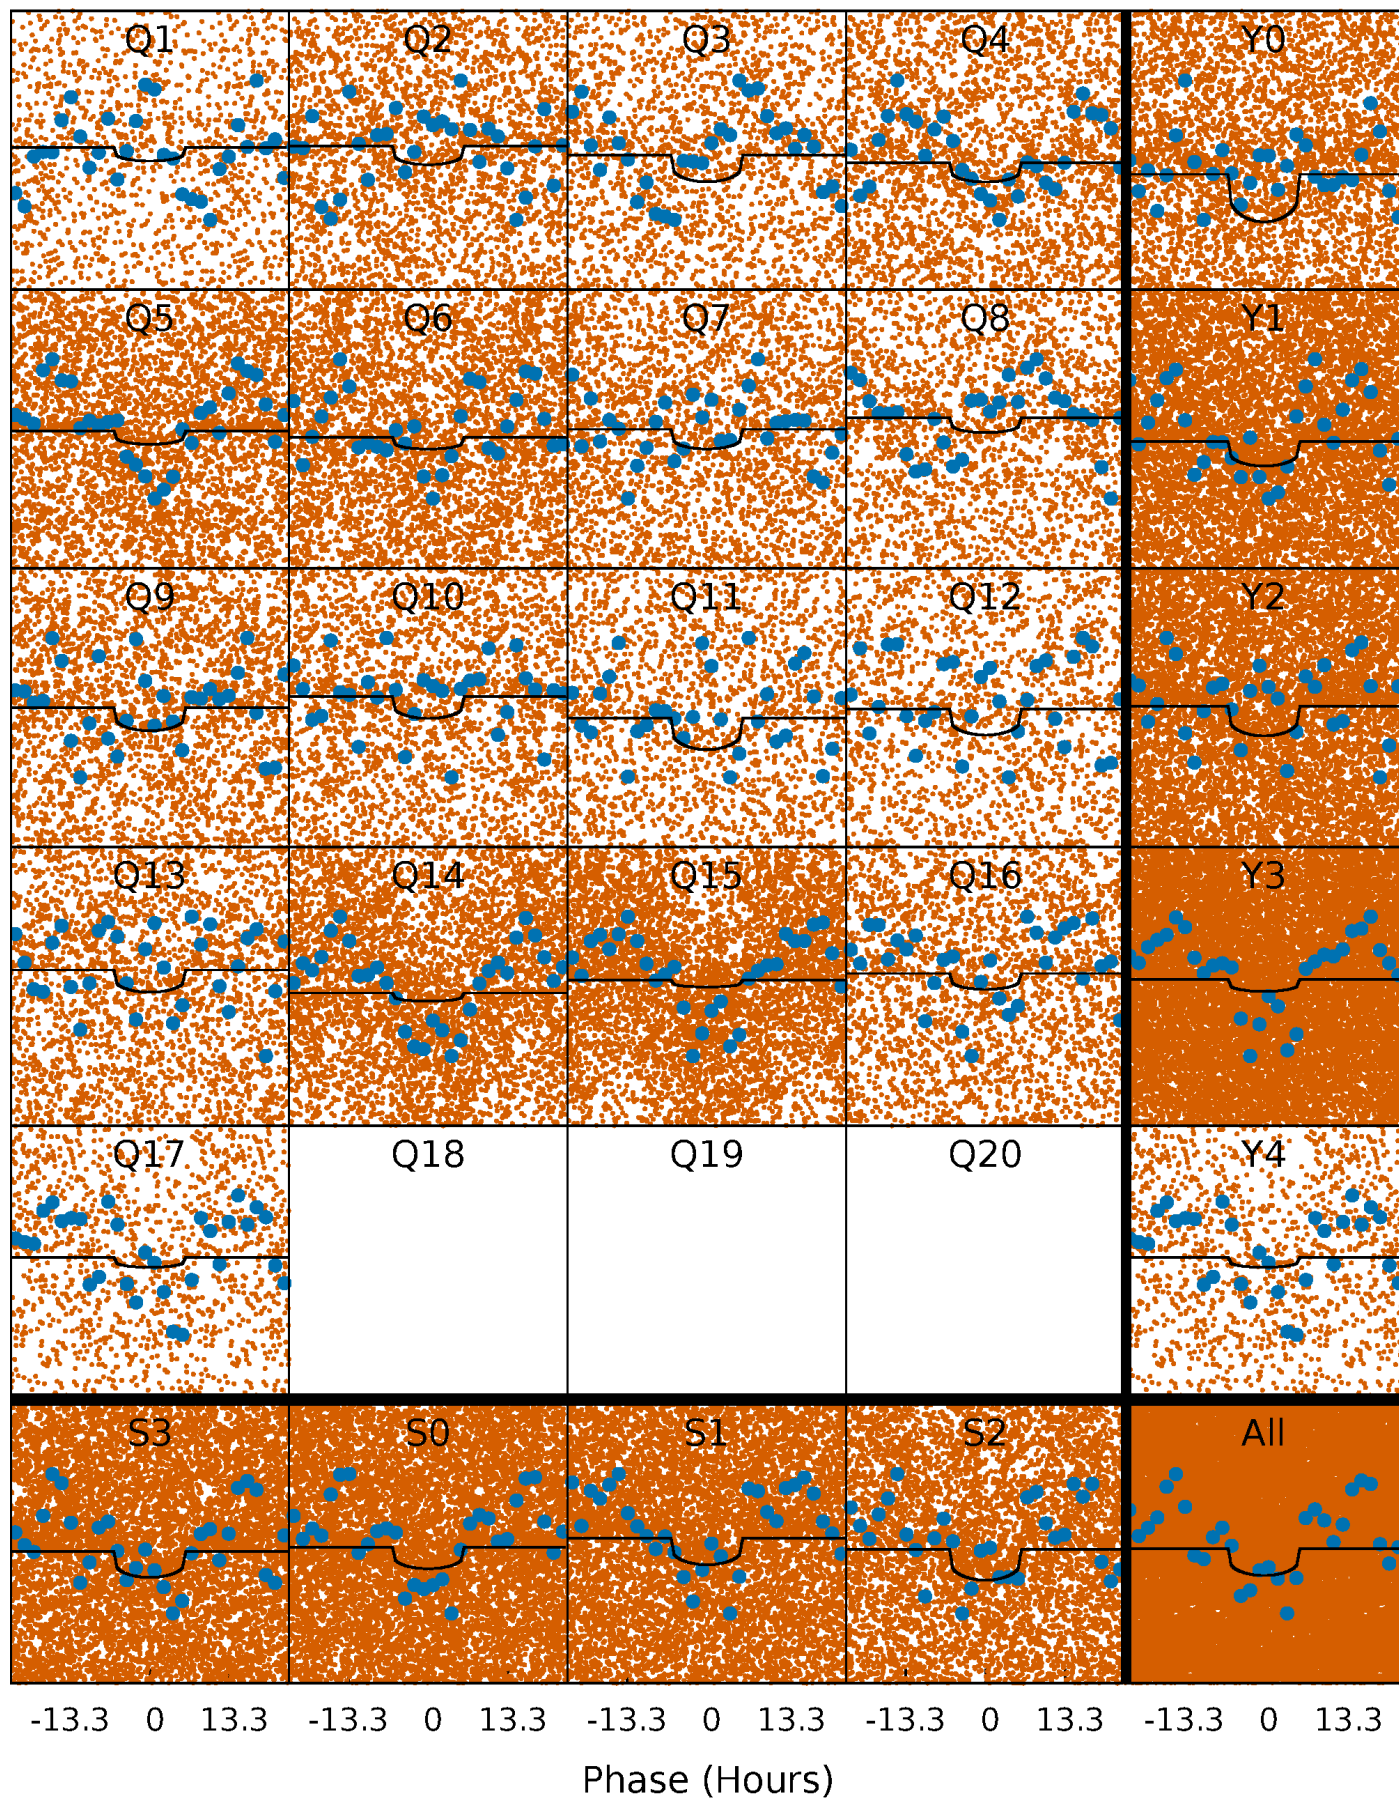 Q1 Q2 Q3 Q4 Y0
Q5 Q6 Q7 Q8 Y1
Q9 Q10 Q11 Q12 Y2
Q13 Q14 Q15 Q16 Y3
Q17 Q18 Q19 Q20 Y4
S3 S0 S1 S2 All
-13.3 0 13.3 -13.3 0 13.3 -13.3 0 13.3 -13.3 0 13.3 -13.3 0 13.3
Phase (Hours)